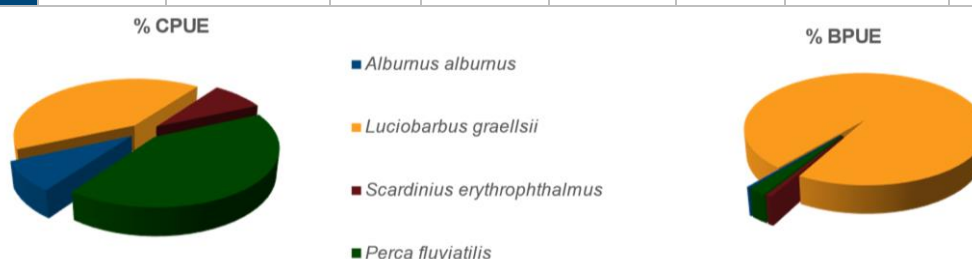 % CPUE
% BPUE
Alburnus alburnus
Luciobarbus graellsii
Scardinius erythrophthalmus
Perca fluviatilis